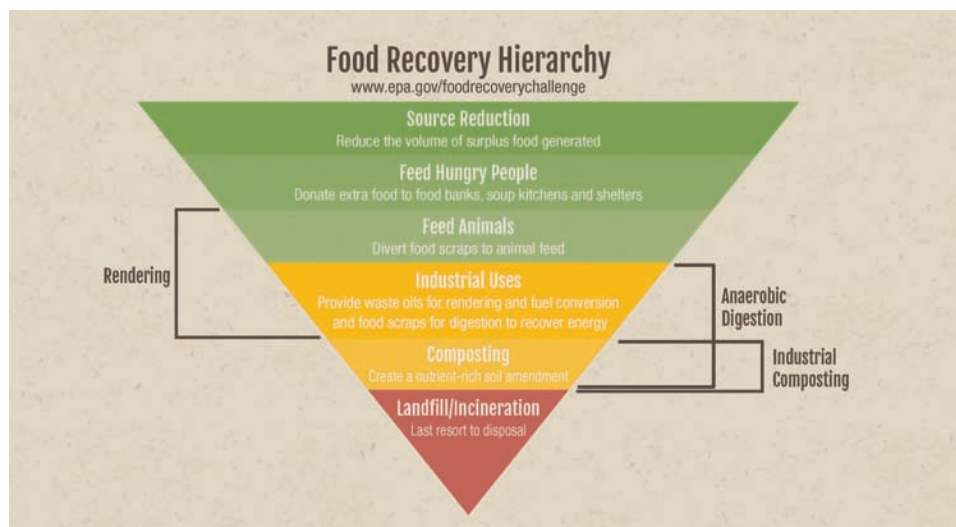 Food Recovery Hierarchy
www.epa.gov/foodrecoverychallenge
Source Reduction
Reduce the volume of surplus food generated
Feed Hungry People
Donate extra food to food banks, soup kitchens and shelters
Feed Animals
Divert food scraps to animal feed
Rendering
Industrial Uses
Provide waste oils for rendering and fuel conversion
and food scraps for digestion to recover energy
Anaerobic
Digestion
Composting
Create a nutrient-rich soil amendment
Industrial
Composting
Landfill/Incineration
Last resort to disposal